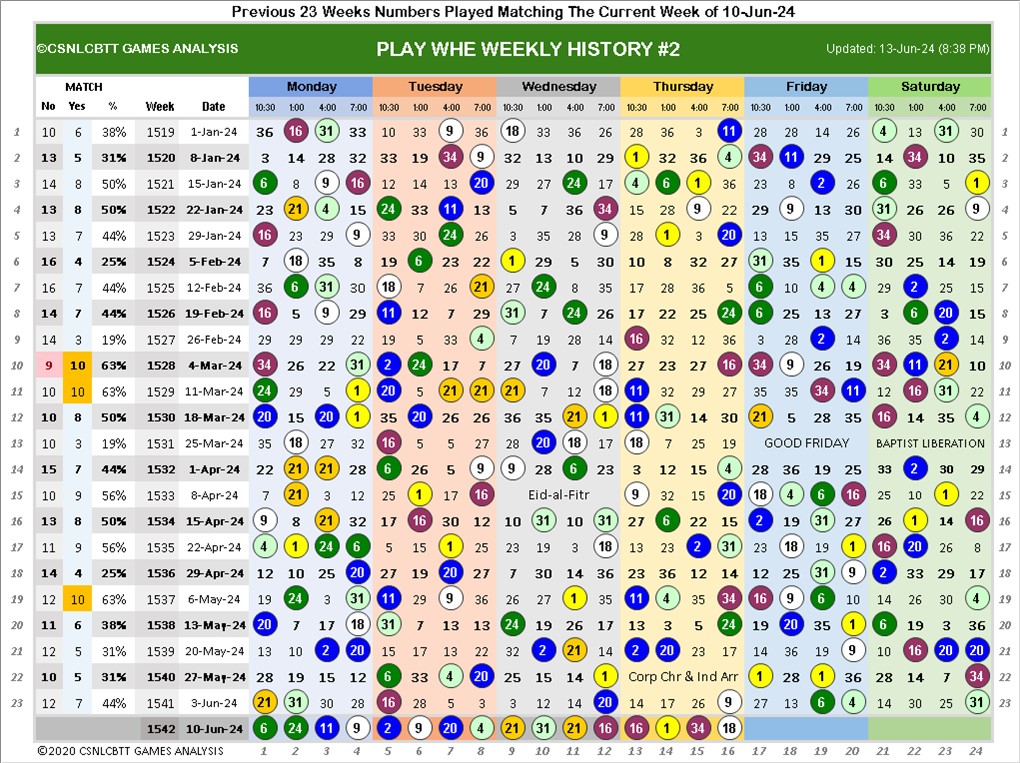 Previous 23 Weeks Numbers Played Matching The Current Week of 10-Jun-24
©CSNLCBTT GAMES ANALYSIS PLAY WHE WEEKLY HISTORY #2 Updated: 13-Jun-24 (8:38 PM)
MATCH Monday Tuesday Wednesday Thursday Friday Saturday
No Yes % Week Date 10:30 1:00 4:00 7:00 10:30 1:00 4:00 7:00 10:30 1:00 4:00 7:00 10:30 1:00 4:00 7:00 10:30 1:00 4:00 7:00 10:30 1:00 4:00 7:00
1 10 6 38% 1519 1-Jan-24 36 16 31 33 10 33 9 36 18 33 36 26 28 36 3 11 28 28 14 26 4 13 31 30 1
2 13 5 31% 1520 8-Jan-24 3 14 28 32 33 19 34 9 32 13 10 29 1 32 36 4 34 11 29 25 14 34 10 35 2
3 14 8 50% 1521 15-Jan-24 6 8 9 16 12 14 13 20 29 27 24 17 4 6 1 36 23 8 2 26 6 33 5 1 3
4 13 8 50% 1522 22-Jan-24 23 21 4 15 24 33 11 13 5 7 36 34 15 28 9 22 29 9 13 30 31 26 26 9 4
5 13 7 44% 1523 29-Jan-24 16 23 29 9 33 30 24 26 3 35 28 9 28 1 3 20 13 15 35 27 34 30 36 22 5
6 16 4 25% 1524 5-Feb-24 7 18 35 8 19 6 23 22 1 29 5 30 10 8 32 27 31 35 1 15 30 25 14 19 6
7 16 7 44% 1525 12-Feb-24 36 6 31 30 18 7 26 21 27 24 8 35 17 28 36 5 6 10 4 4 29 2 25 15 7
8 14 7 44% 1526 19-Feb-24 16 5 9 29 11 12 7 29 31 7 24 26 17 22 25 24 6 13 28 27 3 6 20 15 8
9 14 3 19% 1527 26-Feb-24 29 29 29 22 22 35 33 4 7 19 28 14 16 32 12 36 3 28 2 14 36 35 2 14 9
10 9 10 63% 1528 4-Mar-24 34 26 22 31 2 24 17 7 27 20 7 18 27 23 27 16 34 9 26 28 34 11 21 10 10
11 10 10 63% 1529 11-Mar-24 24 29 5 1 20 5 21 21 21 7 12 18 11 32 28 27 35 35 34 11 22 16 31 22 11
12 10 8 50% 1530 18-Mar-24 20 15 20 1 35 20 26 26 36 35 21 1 11 31 14 30 21 5 28 35 16 14 35 4 12
13 10 3 19% 1531 25-Mar-24 35 18 27 32 16 5 5 27 28 20 18 17 18 7 25 19 GOOD FRIDAY BAPTIST LIBERATION 13
14 15 7 44% 1532 1-Apr-24 22 21 21 28 6 26 5 9 9 28 6 23 3 12 15 4 28 36 19 25 33 2 30 29 14
15 10 9 56% 1533 8-Apr-24 7 21 3 12 25 1 17 16 Eid-al-Fitr 9 32 15 20 18 4 6 16 25 10 1 22 15
16 13 8 50% 1534 15-Apr-24 9 8 21 32 17 16 30 12 10 31 10 31 27 6 22 15 2 19 31 27 26 1 14 16 16
17 11 9 56% 1535 22-Apr-24 4 1 24 6 5 15 1 25 23 19 3 18 13 23 2 31 23 18 19 1 16 20 26 8 17
18 14 4 25% 1536 29-Apr-24 12 10 25 20 27 19 20 27 7 30 14 36 23 36 12 14 12 25 31 9 2 33 29 17 18
19 12 10 63% 1537 6-May-24 19 24 3 31 11 29 9 36 26 27 1 35 11 4 35 34 16 9 6 10 14 26 30 4 19
20 11 6 38% 1538 13-May-24 20 7 17 18 31 7 13 13 24 19 26 17 13 3 5 24 19 20 35 1 6 19 3 36 20
21 12 5 31% 1539 20-May-24 13 10 2 20 15 17 13 22 32 2 21 14 2 20 23 17 14 36 19 9 10 16 20 20 21
22 10 5 31% 1540 27-May-24 28 19 15 12 6 33 4 20 25 15 14 1 Corp Chr & Ind Arr 1 28 1 36 28 14 7 34 22
23 12 7 44% 1541 3-Jun-24 21 31 30 28 16 28 5 3 3 12 14 20 14 17 26 9 27 13 6 4 14 30 25 31 23
1542 10-Jun-24 6 24 11 9 2 9 20 4 21 31 21 16 16 1 34 18
©2020 CSNLCBTT GAMES ANALYSIS 1 2 3 4 5 6 7 8 9 10 11 12 13 14 15 16 17 18 19 20 21 22 23 24